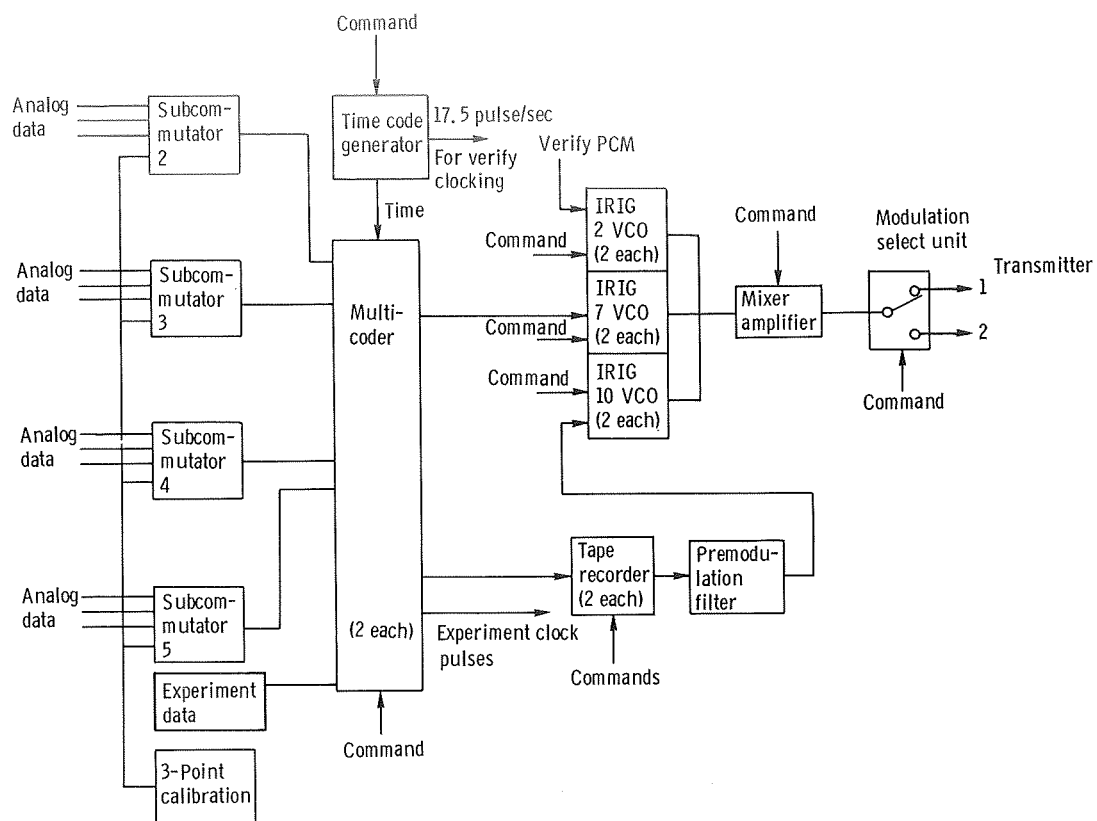 Command
Analog
data
Subcom-
mutator
2
Time code
generator
17.5 pulse/sec
For verify
clocking
Time
Verify PCM
IRIG
2 VCO
(2 each)
Command
IRIG
7 VCO
(2 each)
Command
IRIG
10 VCO
(2 each)
Command
Command
Mixer
amplifier
Modulation
select unit
Transmitter
1
2
Command
Analog
data
Subcom-
mutator
3
Multi-
coder
(2 each)
Analog
data
Subcom-
mutator
4
Analog
data
Subcom-
mutator
5
Tape
recorder
(2 each)
Premodu-
lation
filter
Experiment clock
pulses
Commands
Experiment
data
Command
3-Point
calibration